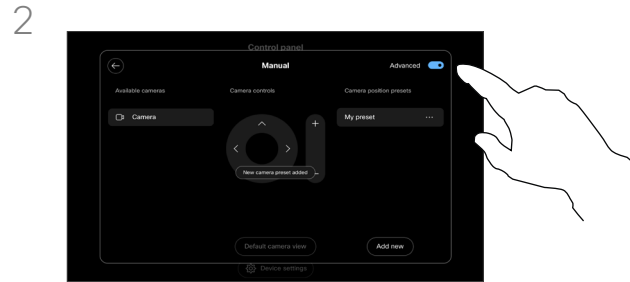 2
Control panel
Manual
Advanced
Available cameras
Camera controls
Camera position presets
Camera
My preset
New camera preset added
Default camera view
Add new
Device settings